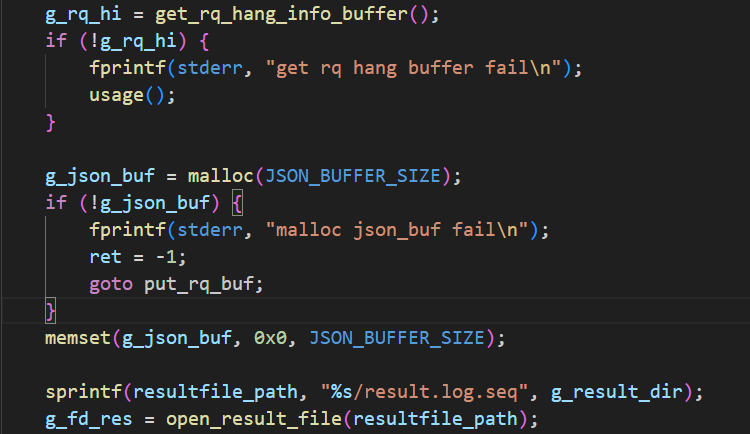 g_rq_hi = get_rq_hang_info_buffer();
if (!g_rq_hi) {
    fprintf(stderr, "get rq hang buffer fail\n");
    usage();
}

g_json_buf = malloc(JSON_BUFFER_SIZE);
if (!g_json_buf) {
    fprintf(stderr, "malloc json_buf fail\n");
    ret = -1;
    goto put_rq_buf;
}
memset(g_json_buf, 0x0, JSON_BUFFER_SIZE);

sprintf(resultfile_path, "%s/result.log.seq", g_result_dir);
g_fd_res = open_result_file(resultfile_path);